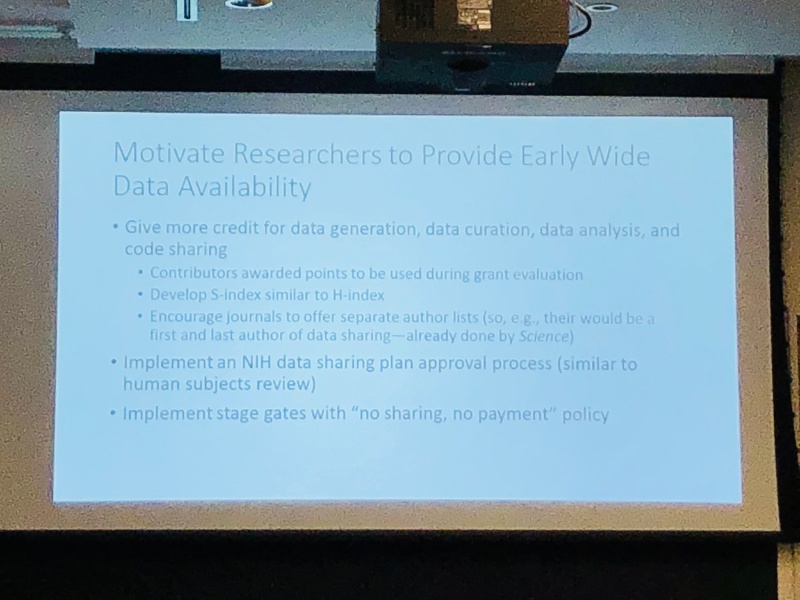 Motivate Researchers to Provide Early Wide
Data Availability
• Give more credit for data generation, data curation, data analysis, and
code sharing
• Contributors awarded points to be used during grant evaluation
• Develop S-index similar to H-index
• Encourage journals to offer separate author lists (so, e.g., their would be a
first and last author of data sharing—already done by Science)
• Implement an NIH data sharing plan approval process (similar to
human subjects review)
• Implement stage gates with “no sharing, no payment” policy